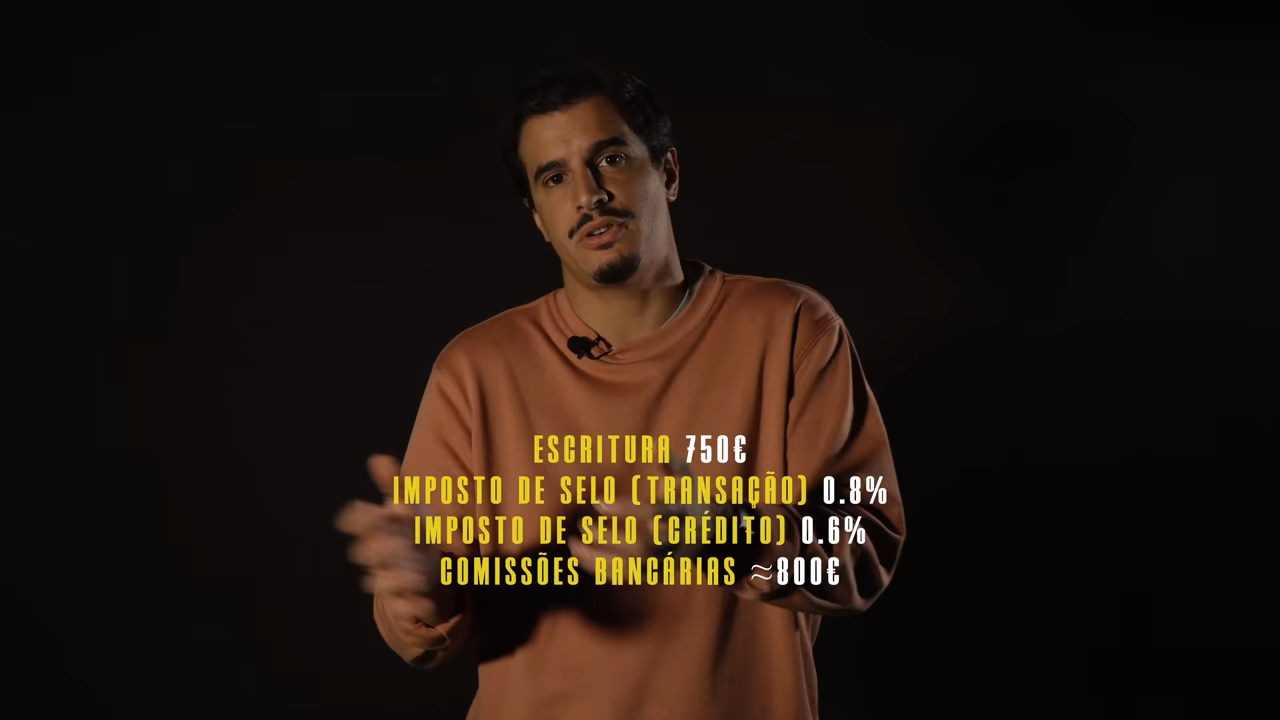 ESCRITURA 750€
IMPOSTO DE SELO (TRANSAÇÃO) 0.8%
IMPOSTO DE SELO (CRÉDITO) 0.6%
COMISSÕES BANCÁRIAS ≈800€